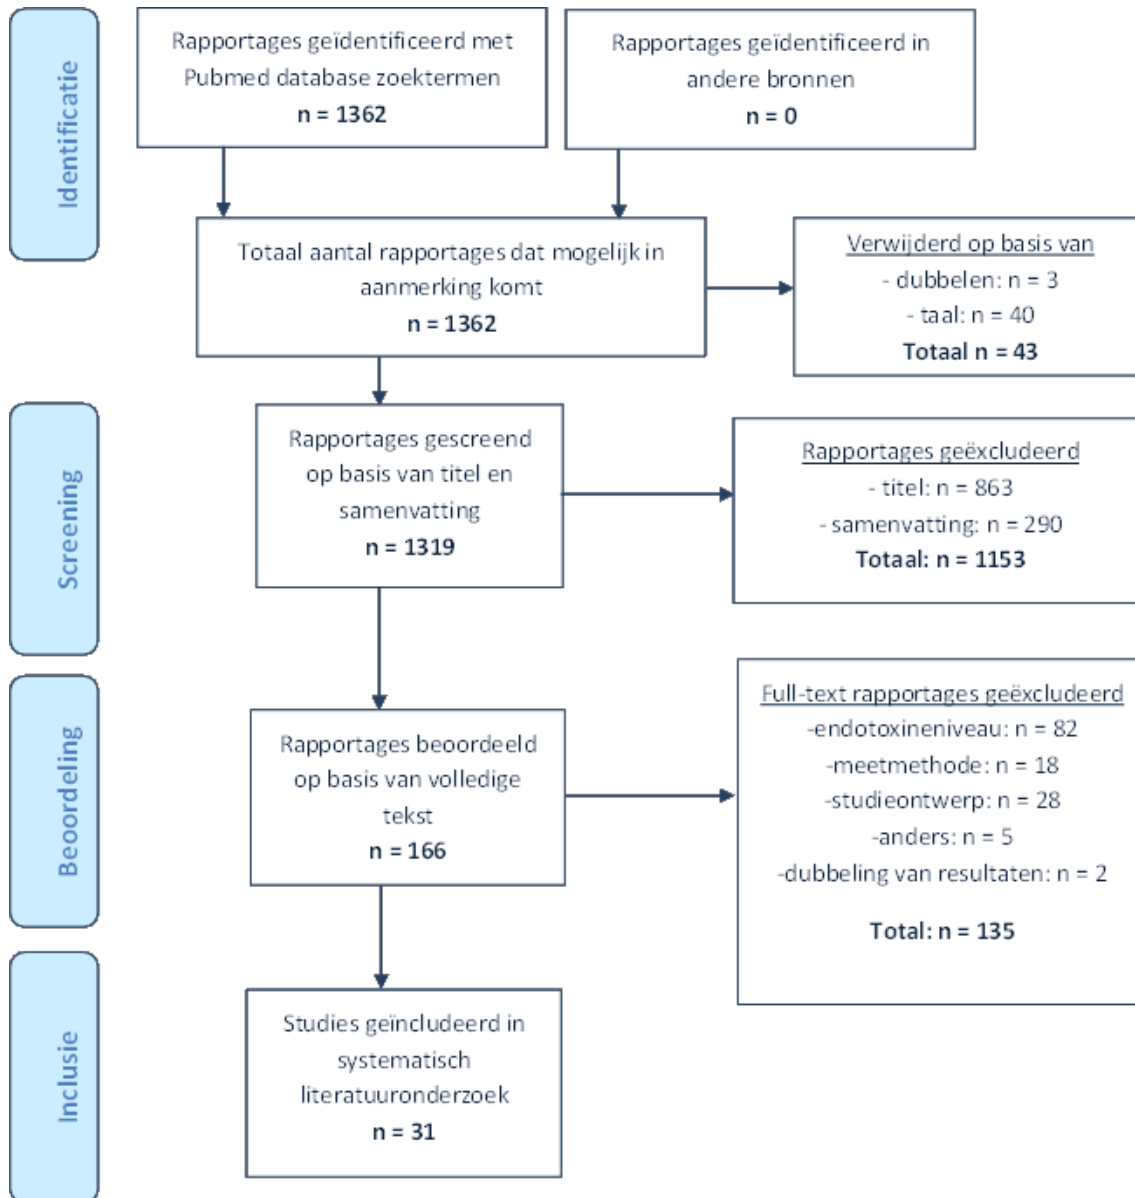 Identificatie
Rapportages geïdentificeerd met
Pubmed database zoektermen
n = 1362
Rapportages geïdentificeerd in
andere bronnen
n = 0
Totaal aantal rapportages dat mogelijk in
aanmerking komt
n = 1362
Verwijderd op basis van
- dubbelen: n = 3
- taal: n = 40
Totaal n = 43
Screening
Rapportages gescreend
op basis van titel en
samenvatting
n = 1319
Rapportages geëxcludeerd
- titel: n = 863
- samenvatting: n = 290
Totaal: n = 1153
Beoordeling
Rapportages beoordeeld
op basis van volledige
tekst
n = 166
Full-text rapportages geëxcludeerd
-endotoxineniveau: n = 82
-meetmethode: n = 18
-studieontwerp: n = 28
-anders: n = 5
-dubbeling van resultaten: n = 2
Total: n = 135
Inclusie
Studies geïncludeerd in
systematisch
literatuuronderzoek
n = 31